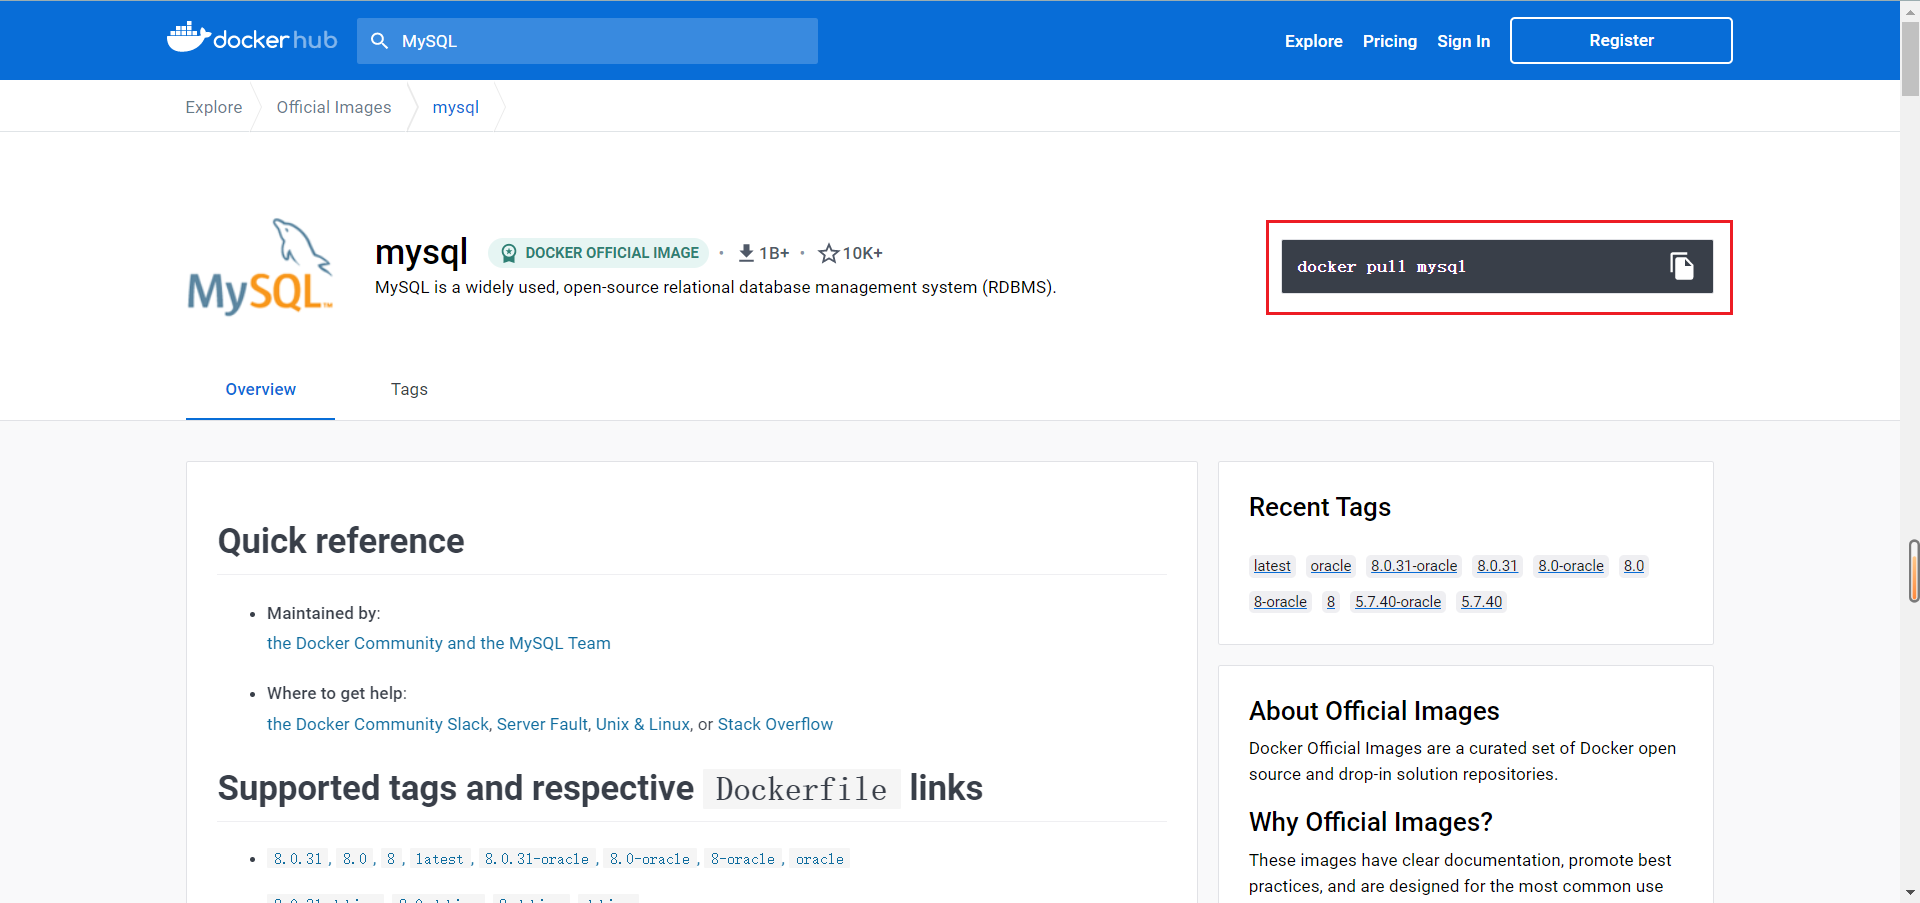 docker hub
MySQL
Explore
Pricing
Sign In
Register
Explore
Official Images
mysql
MySQL™
mysql
DOCKER OFFICIAL IMAGE
· 1B+ · 10K+
MySQL is a widely used, open-source relational database management system (RDBMS).
docker pull mysql
Overview
Tags
Quick reference
• Maintained by:
the Docker Community and the MySQL Team
• Where to get help:
the Docker Community Slack, Server Fault, Unix & Linux, or Stack Overflow
Supported tags and respective Dockerfile links
• 8.0.31, 8.0, 8, latest, 8.0.31-oracle, 8.0-oracle, 8-oracle, oracle
Recent Tags
latest oracle 8.0.31-oracle 8.0.31 8.0-oracle 8.0
8-oracle 8 5.7.40-oracle 5.7.40
About Official Images
Docker Official Images are a curated set of Docker open
source and drop-in solution repositories.
Why Official Images?
These images have clear documentation, promote best
practices, and are designed for the most common use